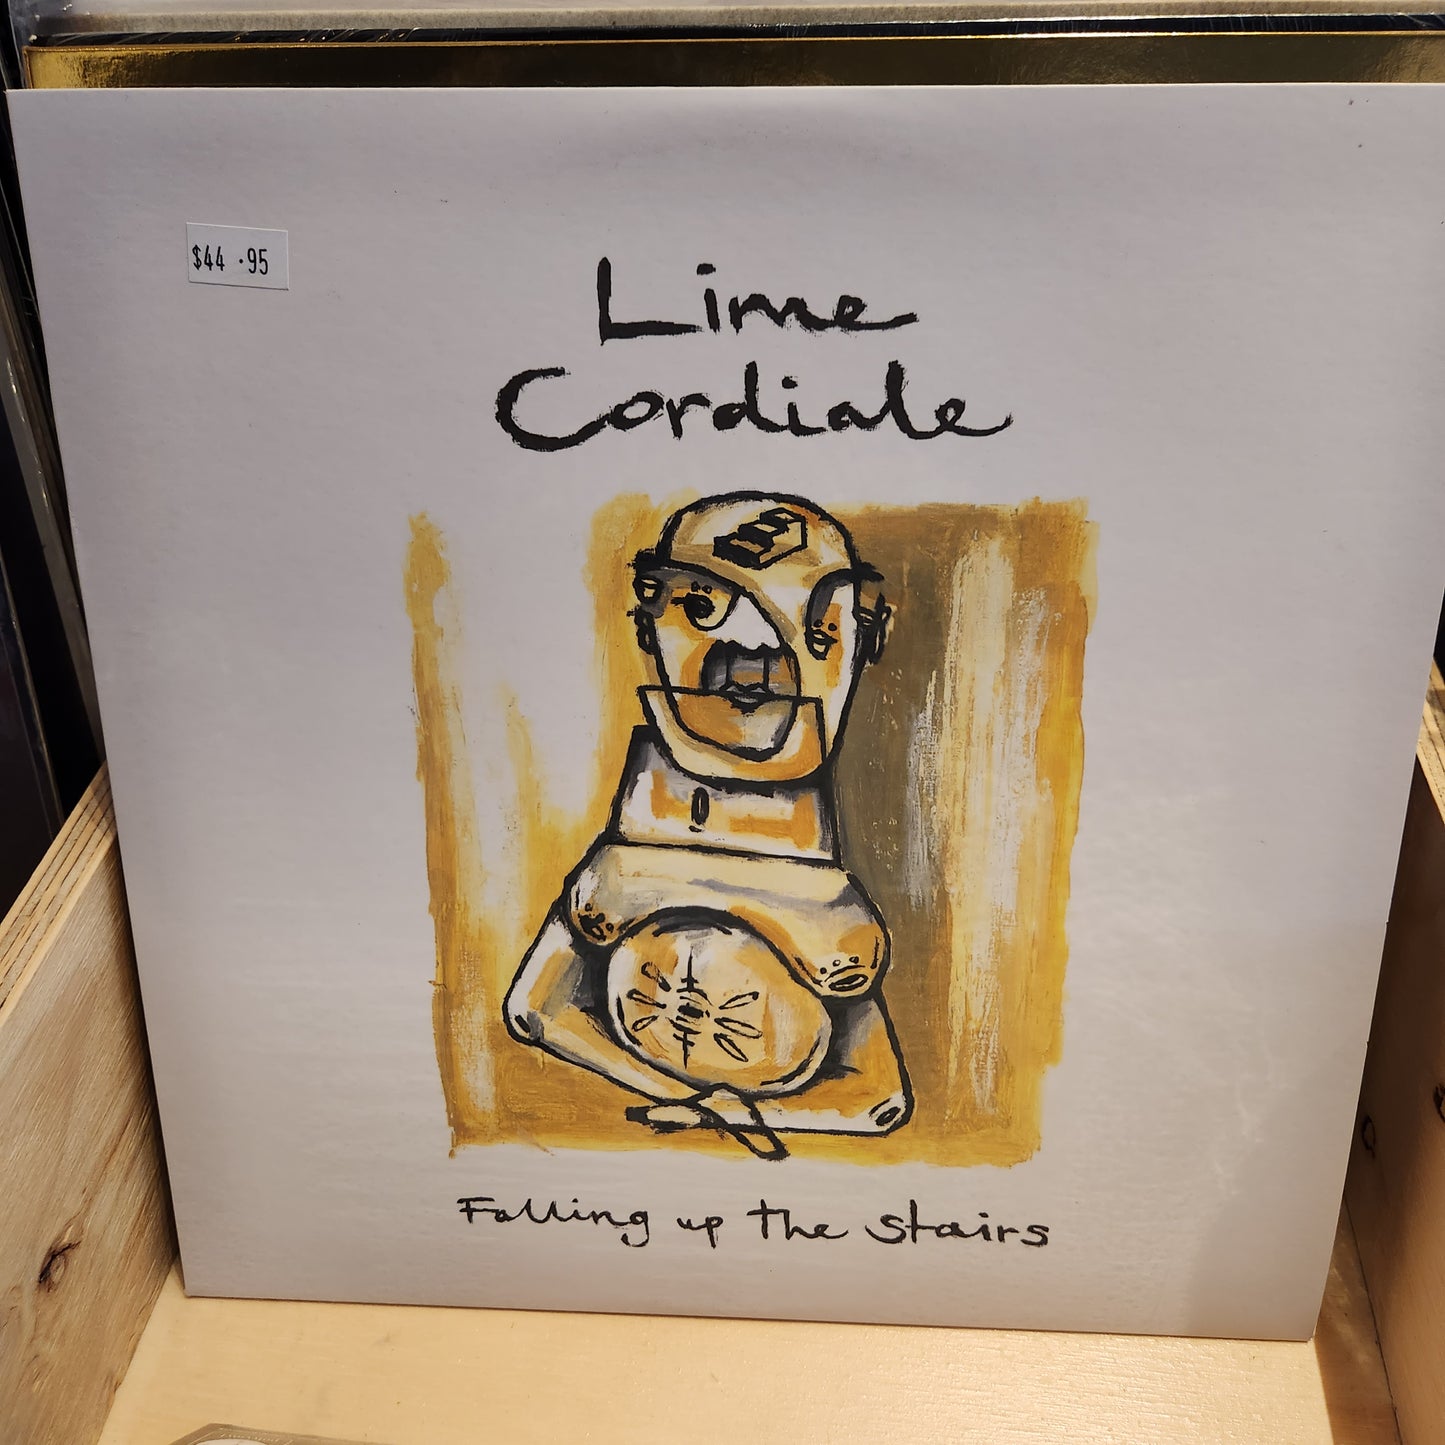 $44.95
Lime
Cordiale
Falling up the stairs